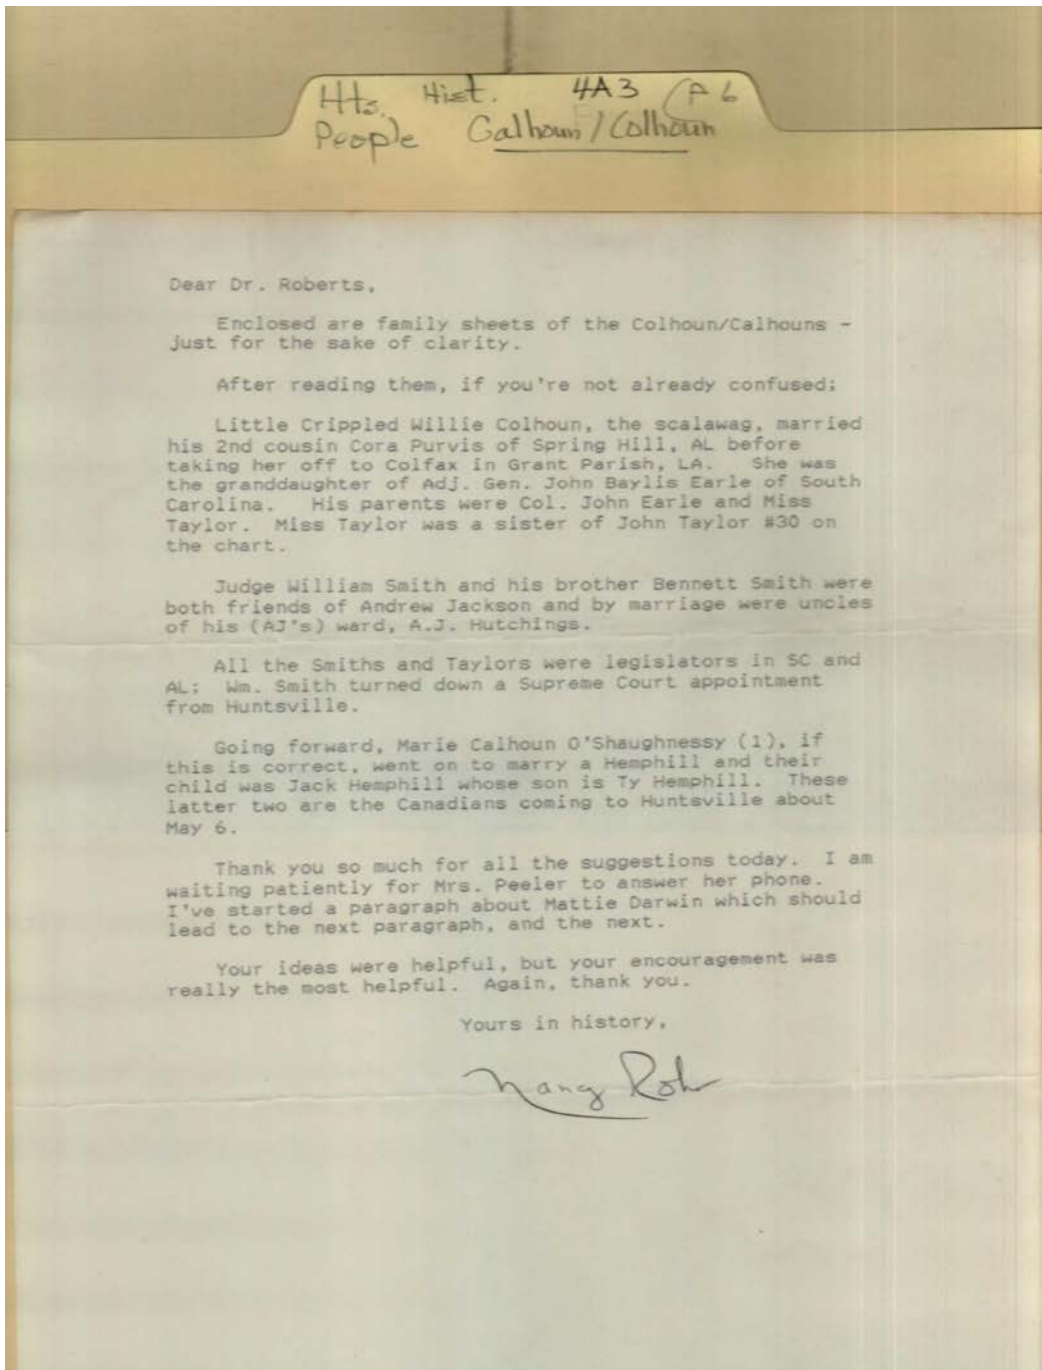 Hts. Hist. 4A3 P 6
People Calhoun/Colhoun
Dear Dr. Roberts,
Enclosed are family sheets of the Colhoun/Calhouns -
just for the sake of clarity.
After reading them, if you're not already confused:
Little Crippled Willie Colhoun, the scalawag, married
his 2nd cousin Cora Purvis of Spring Hill, AL before
taking her off to Colfax in Grant Parish, LA. She was
the granddaughter of Adj. Gen. John Baylis Earle of South
Carolina. His parents were Col. John Earle and Miss
Taylor. Miss Taylor was a sister of John Taylor #30 on
the chart.
Judge William Smith and his brother Bennett Smith were
both friends of Andrew Jackson and by marriage were uncles
of his (AJ's) ward, A.J. Hutchings.
All the Smiths and Taylors were legislators in SC and
AL; Wm. Smith turned down a Supreme Court appointment
from Huntsville.
Going forward, Marie Calhoun O'Shaughnessy (1), if
this is correct, went on to marry a Hemphill and their
child was Jack Hemphill whose son is Ty Hemphill. These
latter two are the Canadians coming to Huntsville about
May 6.
Thank you so much for all the suggestions today. I am
waiting patiently for Mrs. Peeler to answer her phone.
I've started a paragraph about Mattie Darwin which should
lead to the next paragraph, and the next.
Your ideas were helpful, but your encouragement was
really the most helpful. Again, thank you.
Yours in history,
Nancy Rohr